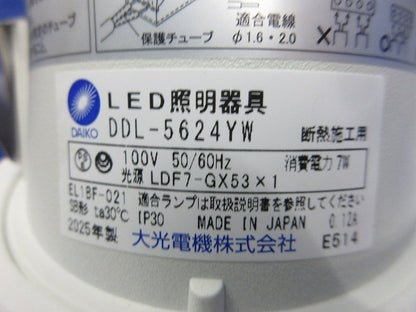 適合電線
保護チューブ
φ1.6・2.0
DAIKO
LED照明器具
DDL-5624YW 断熱施工用
100V 50/60Hz 消費電力 7W
光源 LDF7-GX53×1
EL18F-021 適合ランプは取扱説明書を参照してください
SB形 ta30℃ IP30 MADE IN JAPAN 0.12A
2025年製 大光電機株式会社 E514